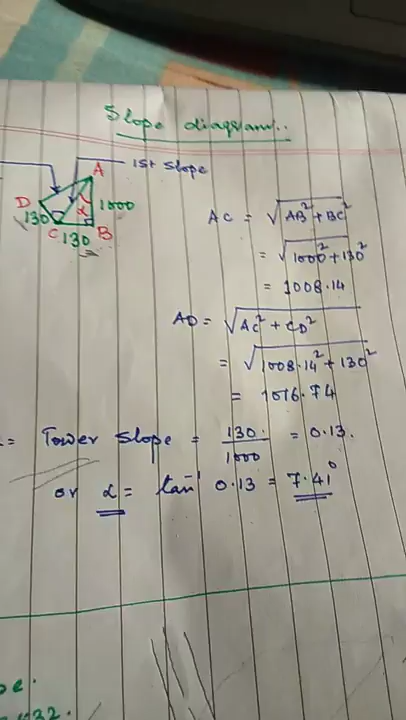 Slope diagram..
1st Slope
A
D
130
1000
α
C
B
130
AC = √AB² + BC²
= √1000² + 130²
= 1008.14
AD = √AC² + CD²
= √1008.14² + 130²
= 1016.74
= Tower Slope = 130 / 1000 = 0.13.
or α = tan⁻¹ 0.13 = 7.41°